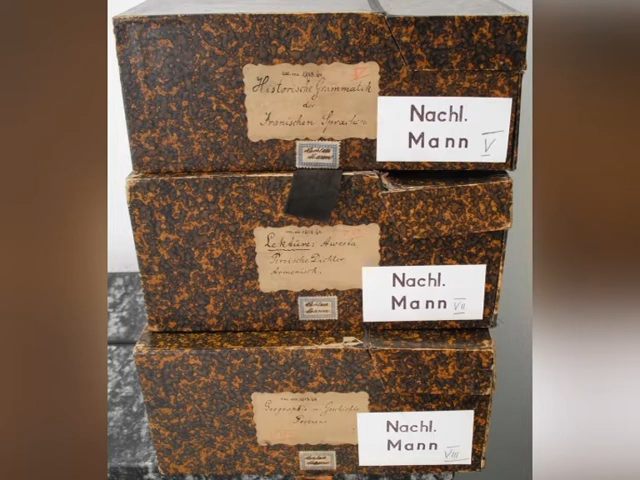 V
Historische Grammatik
der
Iranischen Sprachen
Nachl.
Mann V
Lektüre: Awesta
Persische Dichter
Armenisch.
Nachl.
Mann VII
Geographie u. Geschichte
Persiens
Nachl.
Mann VIII